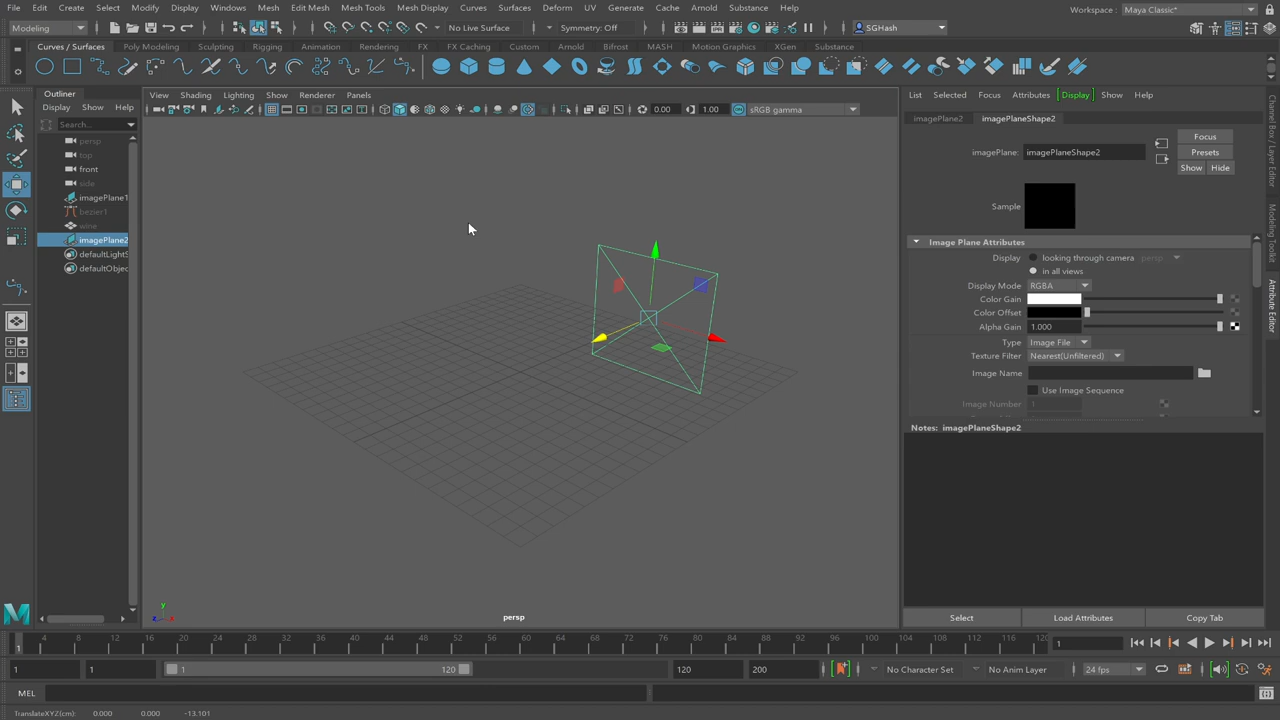 File Edit Create Select Modify Display Windows Mesh Edit Mesh Mesh Tools Mesh Display Curves Surfaces Deform UV Generate Cache Arnold Substance Help Workspace : Maya Classic*
Modeling No Live Surface Symmetry: Off SGHash
Curves / Surfaces Poly Modeling Sculpting Rigging Animation Rendering FX FX Caching Custom Arnold Bifrost MASH Motion Graphics XGen Substance
Outliner
Display Show Help
Search...
persp
top
front
side
imagePlane1
bezier1
wine
imagePlane2
defaultLightS
defaultObjec
View Shading Lighting Show Renderer Panels
0.00 1.00 sRGB gamma
persp
y
z x
List Selected Focus Attributes Display Show Help
imagePlane2 imagePlaneShape2
Focus
imagePlane: imagePlaneShape2 Presets
Show Hide
Sample
Image Plane Attributes
Display looking through camera persp
in all views
Display Mode RGBA
Color Gain
Color Offset
Alpha Gain 1.000
Type Image File
Texture Filter Nearest(Unfiltered)
Image Name
Use Image Sequence
Image Number 1
Notes: imagePlaneShape2
Select Load Attributes Copy Tab
Channel Box / Layer Editor
Modeling Toolkit
Attribute Editor
4 8 12 16 20 24 28 32 36 40 44 48 52 56 60 64 68 72 76 80 84 88 92 96 100 104 108 112 116 120
1 1
1 1 1 120 120 200 No Character Set No Anim Layer 24 fps
MEL
TranslateXYZ(cm): 0.000 0.000 -13.101